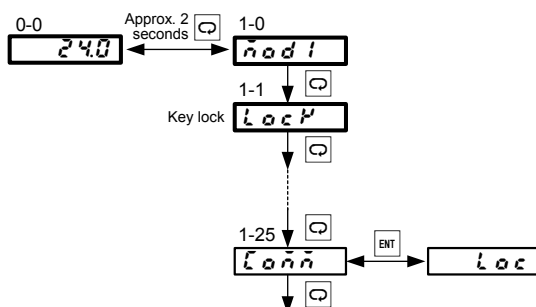 0-0
Approx. 2
seconds
1-0
24.0
mod1
1-1
Key lock
LocK
1-25
Comm
ENT
Loc